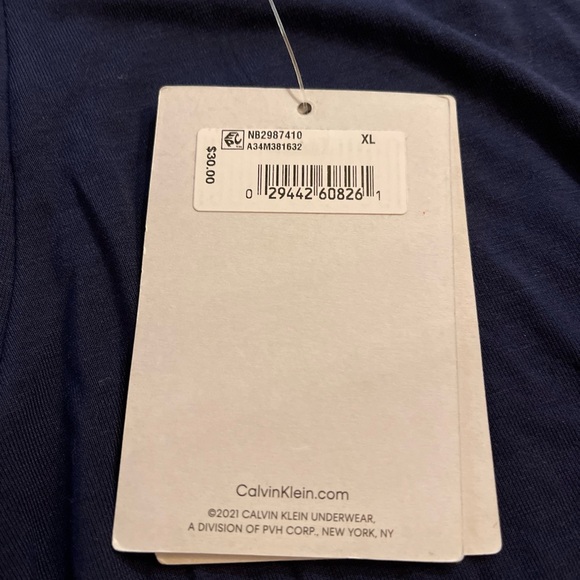 NB2987410 XL
A34M381632
$30.00
0 29442 60826 1
CalvinKlein.com
©2021 CALVIN KLEIN UNDERWEAR,
A DIVISION OF PVH CORP., NEW YORK, NY